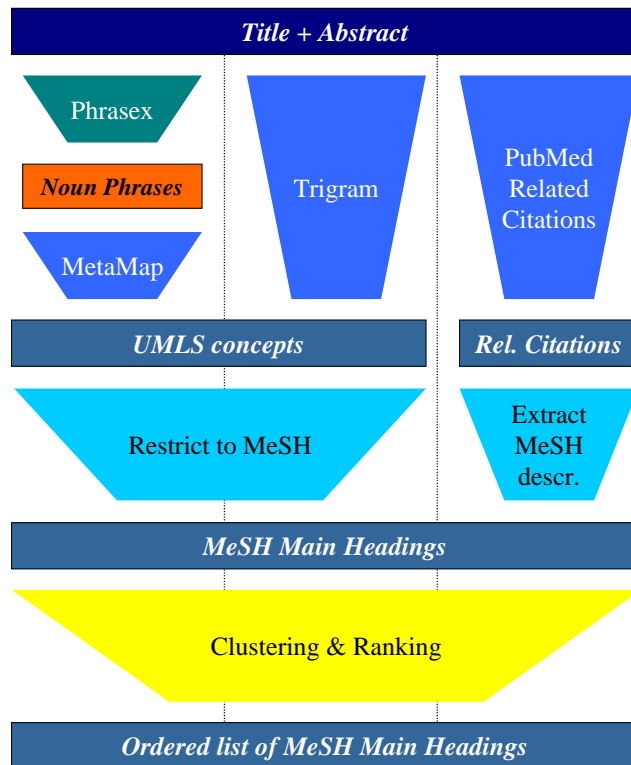 Title + Abstract
Phrasex
Noun Phrases
MetaMap
Trigram
PubMed
Related
Citations
UMLS concepts
Rel. Citations
Restrict to MeSH
Extract
MeSH
descr.
MeSH Main Headings
Clustering & Ranking
Ordered list of MeSH Main Headings